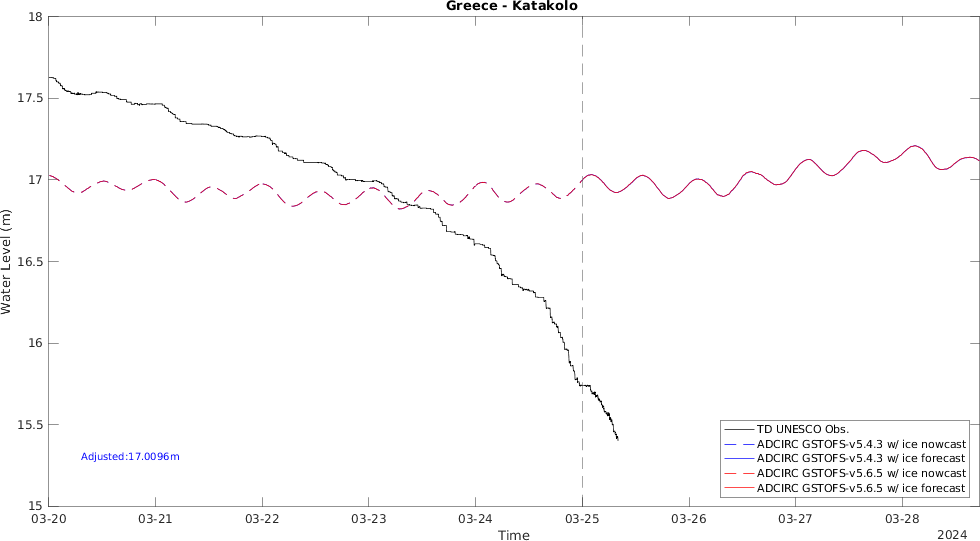 Greece - Katakolo
18
17.5
17
16.5
16
15.5
15
Water Level (m)
Adjusted:17.0096m
TD UNESCO Obs.
ADCIRC GSTOFS-v5.4.3 w/ ice nowcast
ADCIRC GSTOFS-v5.4.3 w/ ice forecast
ADCIRC GSTOFS-v5.6.5 w/ ice nowcast
ADCIRC GSTOFS-v5.6.5 w/ ice forecast
03-20 03-21 03-22 03-23 03-24 03-25 03-26 03-27 03-28
Time
2024